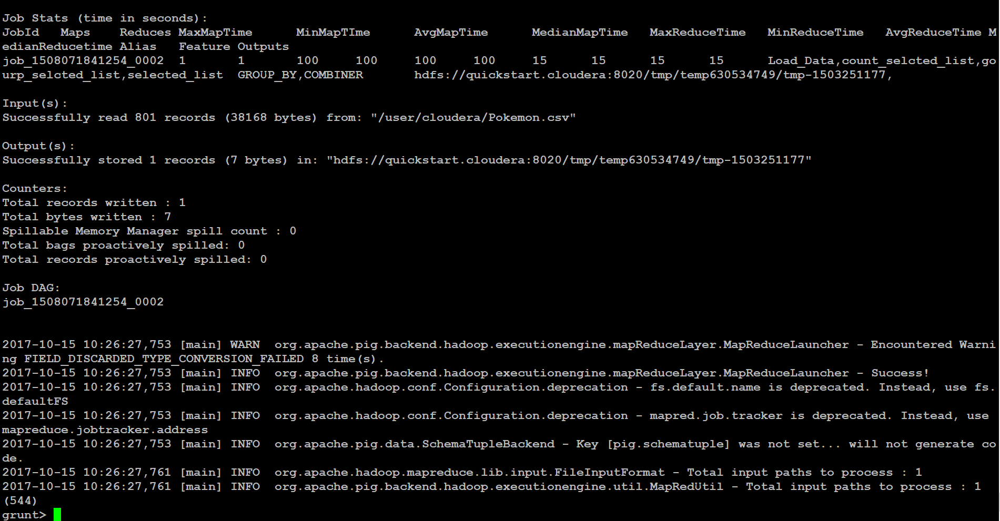 Job Stats (time in seconds):
JobId   Maps    Reduces MaxMapTime      MinMapTIme      AvgMapTime      MedianMapTime   MaxReduceTime   MinReduceTime   AvgReduceTime M
edianReducetime Alias   Feature Outputs
job_1508071841254_0002  1       1       100     100     100     100     15      15      15      15      Load_Data,count_selcted_list,go
urp_selcted_list,selected_list  GROUP_BY,COMBINER       hdfs://quickstart.cloudera:8020/tmp/temp630534749/tmp-1503251177,
Input(s):
Successfully read 801 records (38168 bytes) from: "/user/cloudera/Pokemon.csv"
Output(s):
Successfully stored 1 records (7 bytes) in: "hdfs://quickstart.cloudera:8020/tmp/temp630534749/tmp-1503251177"
Counters:
Total records written : 1
Total bytes written : 7
Spillable Memory Manager spill count : 0
Total bags proactively spilled: 0
Total records proactively spilled: 0
Job DAG:
job_1508071841254_0002
2017-10-15 10:26:27,753 [main] WARN  org.apache.pig.backend.hadoop.executionengine.mapReduceLayer.MapReduceLauncher - Encountered Warni
ng FIELD_DISCARDED_TYPE_CONVERSION_FAILED 8 time(s).
2017-10-15 10:26:27,753 [main] INFO  org.apache.pig.backend.hadoop.executionengine.mapReduceLayer.MapReduceLauncher - Success!
2017-10-15 10:26:27,753 [main] INFO  org.apache.hadoop.conf.Configuration.deprecation - fs.default.name is deprecated. Instead, use fs.
defaultFS
2017-10-15 10:26:27,753 [main] INFO  org.apache.hadoop.conf.Configuration.deprecation - mapred.job.tracker is deprecated. Instead, use
mapreduce.jobtracker.address
2017-10-15 10:26:27,753 [main] INFO  org.apache.pig.data.SchemaTupleBackend - Key [pig.schematuple] was not set... will not generate co
de.
2017-10-15 10:26:27,761 [main] INFO  org.apache.hadoop.mapreduce.lib.input.FileInputFormat - Total input paths to process : 1
2017-10-15 10:26:27,761 [main] INFO  org.apache.pig.backend.hadoop.executionengine.util.MapRedUtil - Total input paths to process : 1
(544)
grunt>